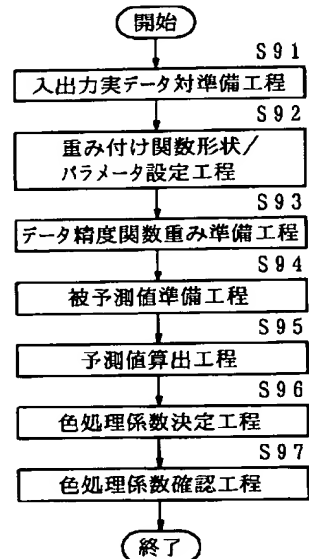 開始
S91
入出力実データ対準備工程
S92
重み付け関数形状/
パラメータ設定工程
S93
データ精度関数重み準備工程
S94
被予測値準備工程
S95
予測値算出工程
S96
色処理係数決定工程
S97
色処理係数確認工程
終了